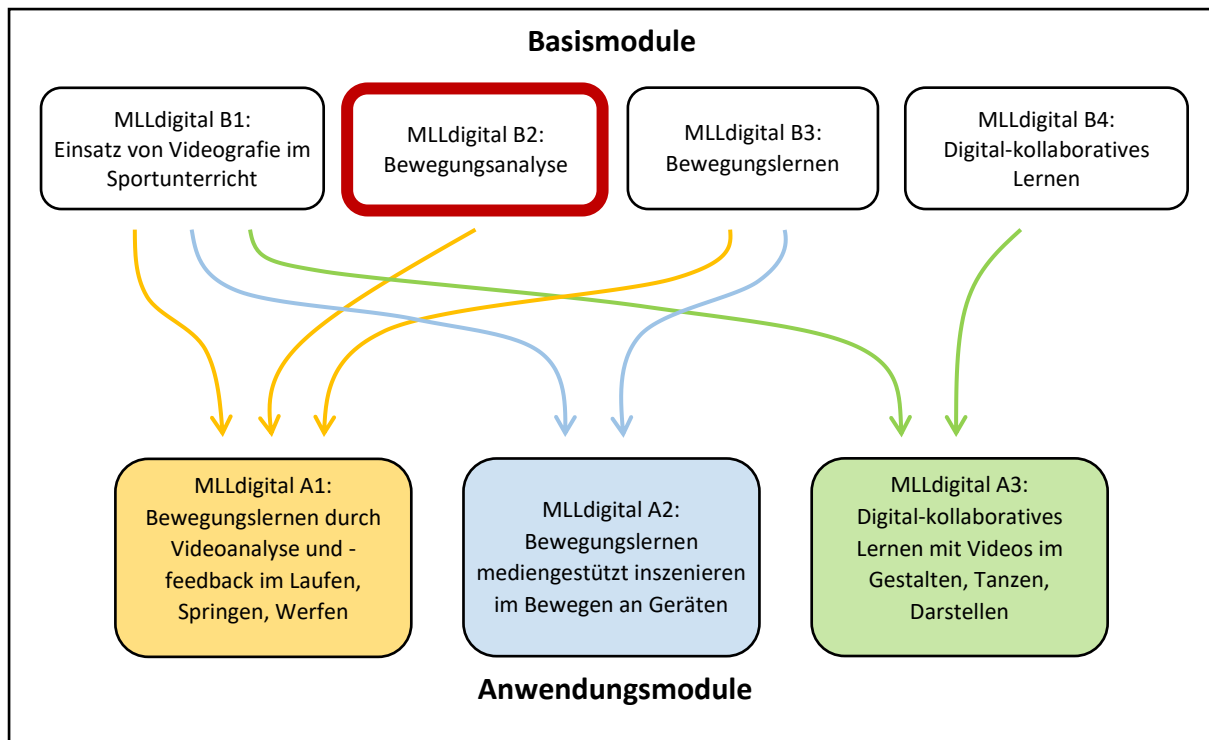 Basismodule
MLLdigital B1:
Einsatz von Videografie im
Sportunterricht
MLLdigital B2:
Bewegungsanalyse
MLLdigital B3:
Bewegungslernen
MLLdigital B4:
Digital-kollaboratives
Lernen
MLLdigital A1:
Bewegungslernen durch
Videoanalyse und -
feedback im Laufen,
Springen, Werfen
MLLdigital A2:
Bewegungslernen
mediengestützt inszenieren
im Bewegen an Geräten
MLLdigital A3:
Digital-kollaboratives
Lernen mit Videos im
Gestalten, Tanzen,
Darstellen
Anwendungsmodule